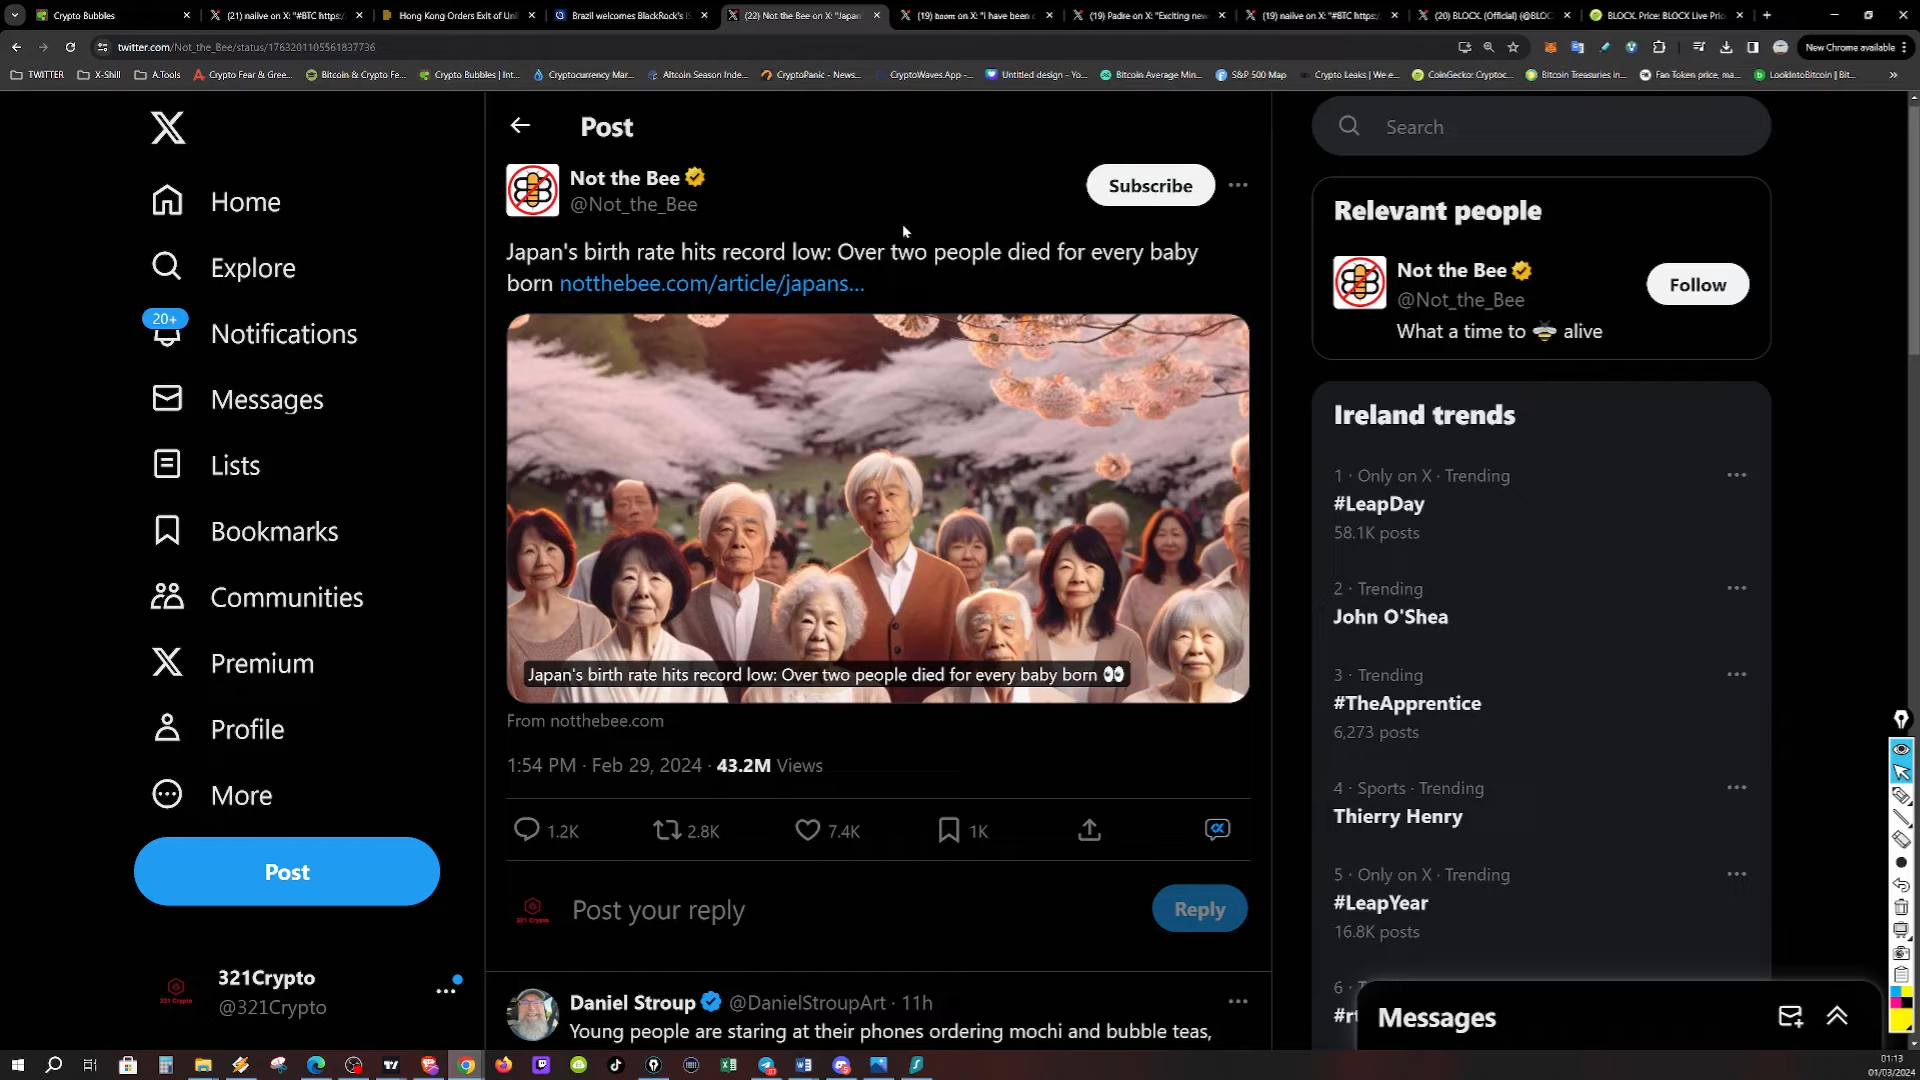 Crypto Bubbles
(21) naiive on X: "#BTC https:/
Hong Kong Orders Exit of Unl
Brazil welcomes BlackRock's iS
(22) Not the Bee on X: "Japan'
(19) on X: "I have been
(19) Padre on X: "Exciting new
(19) naiive on X: "#BTC https:/
(20) BLOCK. (Official) (@BLOC
BLOCK. Price: BLOCK Live Pric
twitter.com/Not_the_Bee/status/1763201105561837736
New Chrome available
TWITTER
X-Shill
A.Tools
Crypto Fear & Gree...
Bitcoin & Crypto Fe...
Crypto Bubbles | Int...
Cryptocurrency Mar...
Altcoin Season Inde...
CryptoPanic - News...
CryptoWaves.App -...
Untitled design - Yo...
Bitcoin Average Min...
S&P 500 Map
Crypto Leaks | We e...
CoinGecko: Cryptoc...
Bitcoin Treasuries in...
Fan Token price, ma...
LookIntoBitcoin | Bit...
Home
Explore
20+
Notifications
Messages
Lists
Bookmarks
Communities
Premium
Profile
More
Post
321Crypto
@321Crypto
Post
Not the Bee
@Not_the_Bee
Subscribe
Japan's birth rate hits record low: Over two people died for every baby
born notthebee.com/article/japans...
Japan's birth rate hits record low: Over two people died for every baby born 👀
From notthebee.com
1:54 PM · Feb 29, 2024 · 43.2M Views
1.2K
2.8K
7.4K
1K
321 Crypto
Post your reply
Reply
Daniel Stroup @DanielStroupArt · 11h
Young people are staring at their phones ordering mochi and bubble teas,
Search
Relevant people
Not the Bee
@Not_the_Bee
Follow
What a time to 🐝 alive
Ireland trends
1 · Only on X · Trending
#LeapDay
58.1K posts
2 · Trending
John O'Shea
3 · Trending
#TheApprentice
6,273 posts
4 · Sports · Trending
Thierry Henry
5 · Only on X · Trending
#LeapYear
16.8K posts
6 · T
#rt
Messages
321 Crypto
01:13
01/03/2024